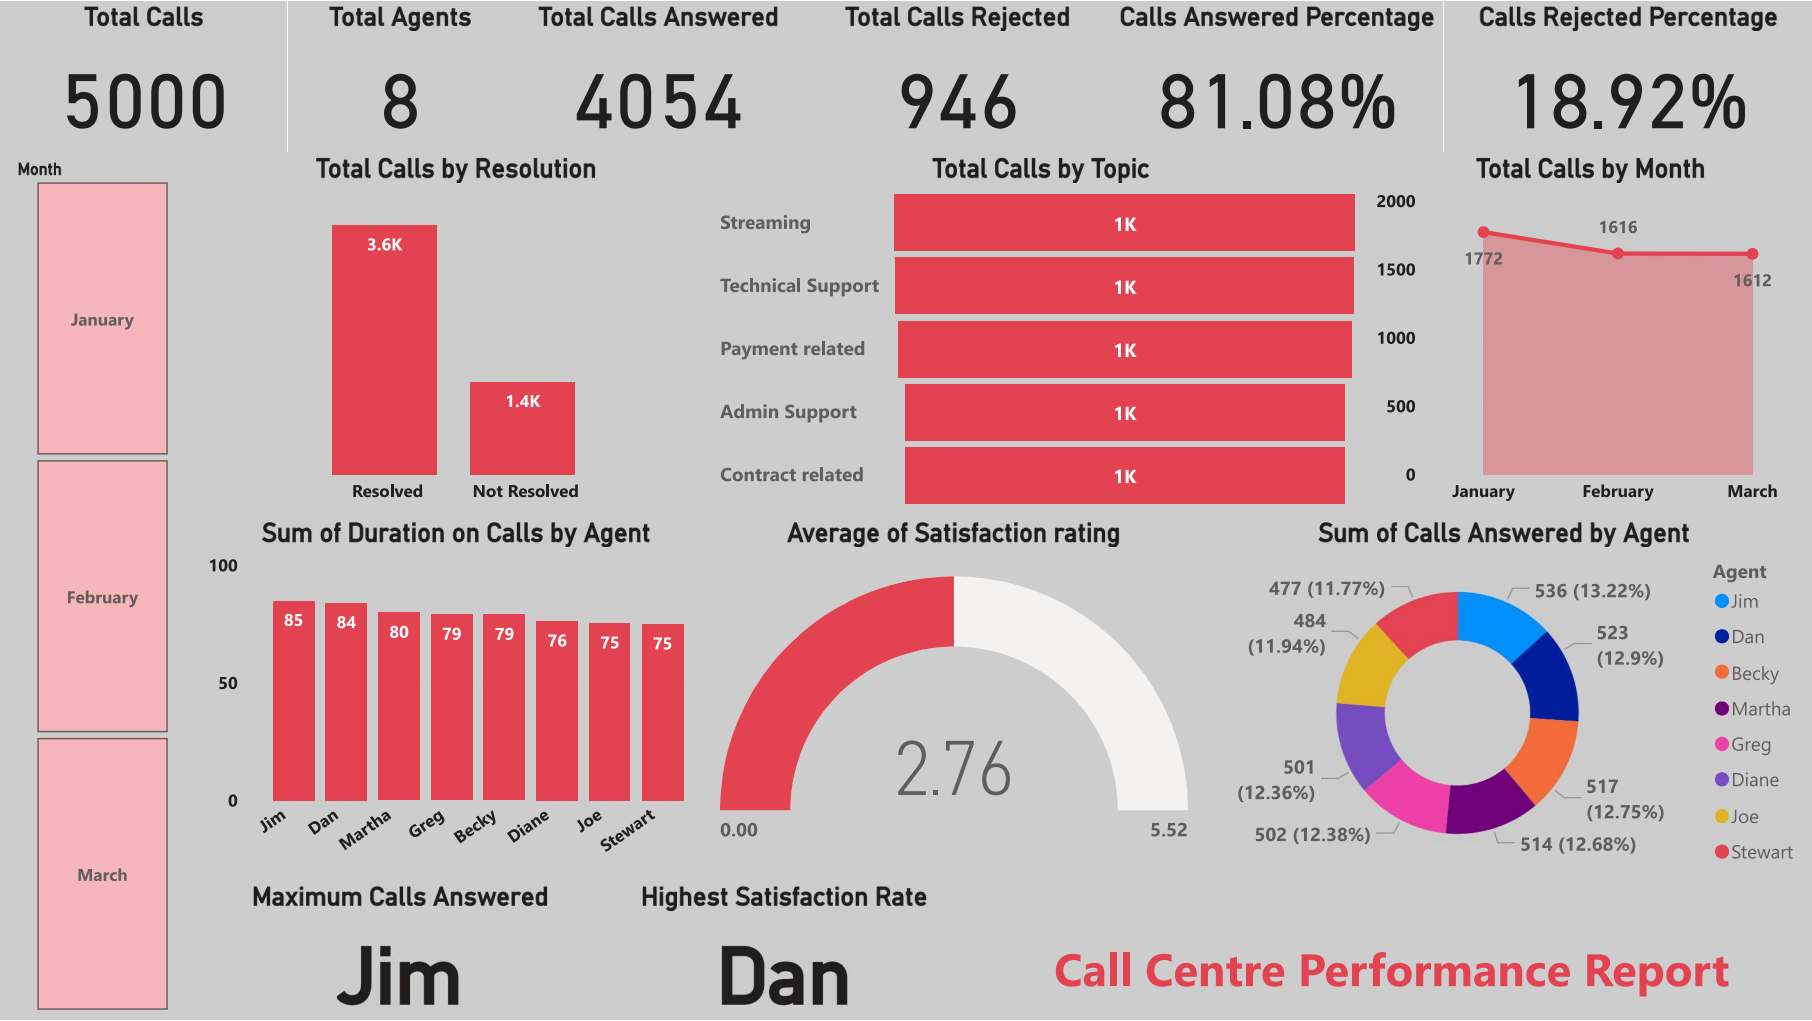 Total Calls
5000
Total Agents
8
Total Calls Answered
4054
Total Calls Rejected
946
Calls Answered Percentage
81.08%
Calls Rejected Percentage
18.92%
Month
January
February
March
Total Calls by Resolution
3.6K
1.4K
Resolved
Not Resolved
Total Calls by Topic
Streaming
1K
Technical Support
1K
Payment related
1K
Admin Support
1K
Contract related
1K
Total Calls by Month
2000
1500
1000
500
0
1772
1616
1612
January
February
March
Sum of Duration on Calls by Agent
100
50
0
85
84
80
79
79
76
75
75
Jim
Dan
Martha
Greg
Becky
Diane
Joe
Stewart
Average of Satisfaction rating
2.76
0.00
5.52
Sum of Calls Answered by Agent
536 (13.22%)
523
(12.9%)
517
(12.75%)
514 (12.68%)
502 (12.38%)
501
(12.36%)
484
(11.94%)
477 (11.77%)
Agent
Jim
Dan
Becky
Martha
Greg
Diane
Joe
Stewart
Maximum Calls Answered
Jim
Highest Satisfaction Rate
Dan
Call Centre Performance Report